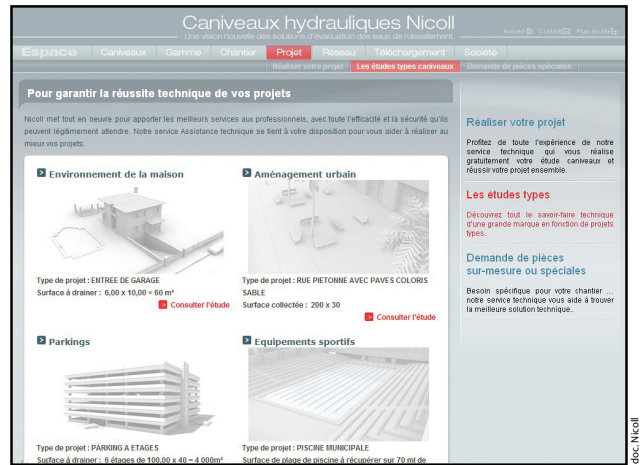 Caniveaux hydrauliques Nicoll
Une vision nouvelle des solutions d'évacuation des eaux de ruissellement
Accueil Contact Plan du site
Espace Caniveaux Gamme Chantier Projet Réseau Téléchargement Société
Réaliser votre projet Les études types caniveaux Demande de pièces spéciales
Pour garantir la réussite technique de vos projets
Nicoll met tout en oeuvre pour apporter les meilleurs services aux professionnels, avec toute l'efficacité et la sécurité qu'ils
peuvent légitimement attendre. Notre service Assistance technique se tient à votre disposition pour vous aider à réaliser au
mieux vos projets.
Environnement de la maison
Type de projet : ENTREE DE GARAGE
Surface à drainer : 6,00 x 10,00 = 60 m²
Consulter l'étude
Aménagement urbain
Type de projet : RUE PIETONNE AVEC PAVES COLORIS
SABLE
Surface collectée : 200 x 30
Consulter l'étude
Parkings
Type de projet : PARKING A ETAGES
Surface à drainer : 6 étages de 100,00 x 40 = 4 000m²
Equipements sportifs
Type de projet : PISCINE MUNICIPALE
Surface de plage de piscine à récupérer sur 70 ml de
Réaliser votre projet
Profitez de toute l'expérience de notre
service technique qui vous réalise
gratuitement votre étude caniveaux et
réussir votre projet ensemble.
Les études types
Découvrez tout le savoir-faire technique
d'une grande marque en fonction de projets
types.
Demande de pièces
sur-mesure ou spéciales
Besoin spécifique pour votre chantier ...
notre service technique vous aide à trouver
la meilleure solution technique..
doc. Nicoll